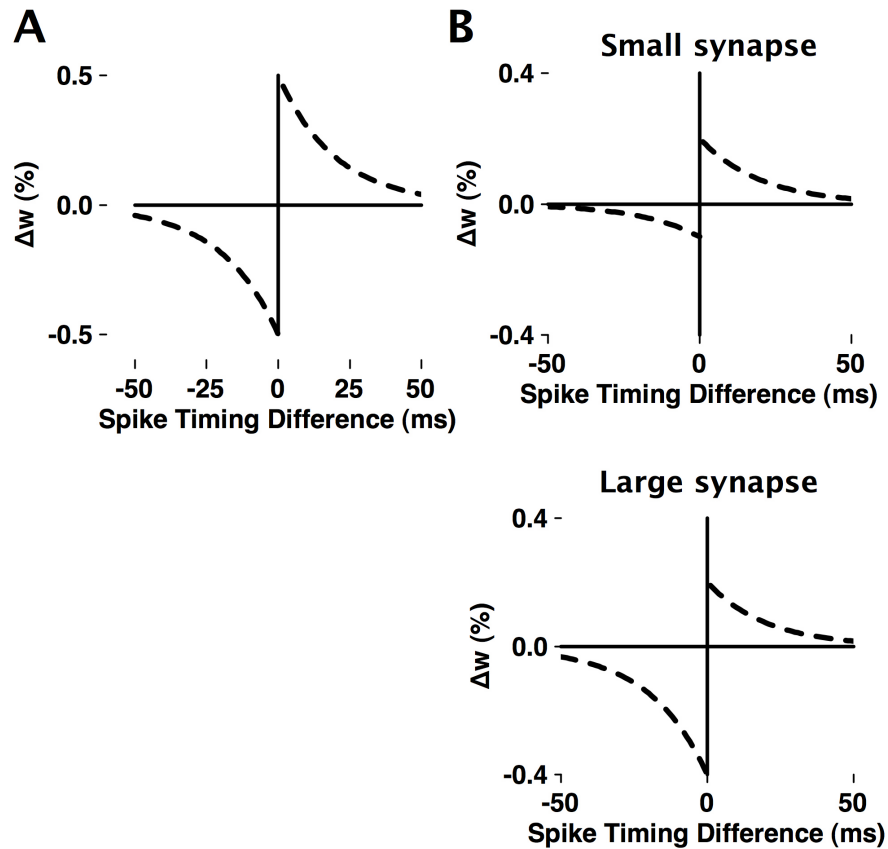 A
0.5
0.0
-0.5
Δw (%)
-50 -25 0 25 50
Spike Timing Difference (ms)
B
Small synapse
0.4
0.0
-0.4
Δw (%)
-50 0 50
Spike Timing Difference (ms)
Large synapse
0.4
0.0
-0.4
Δw (%)
-50 0 50
Spike Timing Difference (ms)